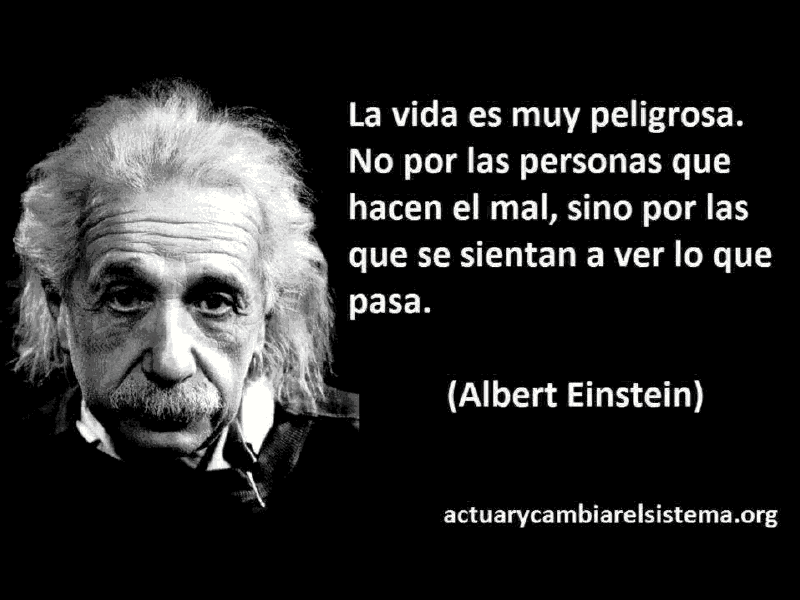 La vida es muy peligrosa.
No por las personas que
hacen el mal, sino por las
que se sientan a ver lo que
pasa.
(Albert Einstein)
actuarycambiarelsistema.org